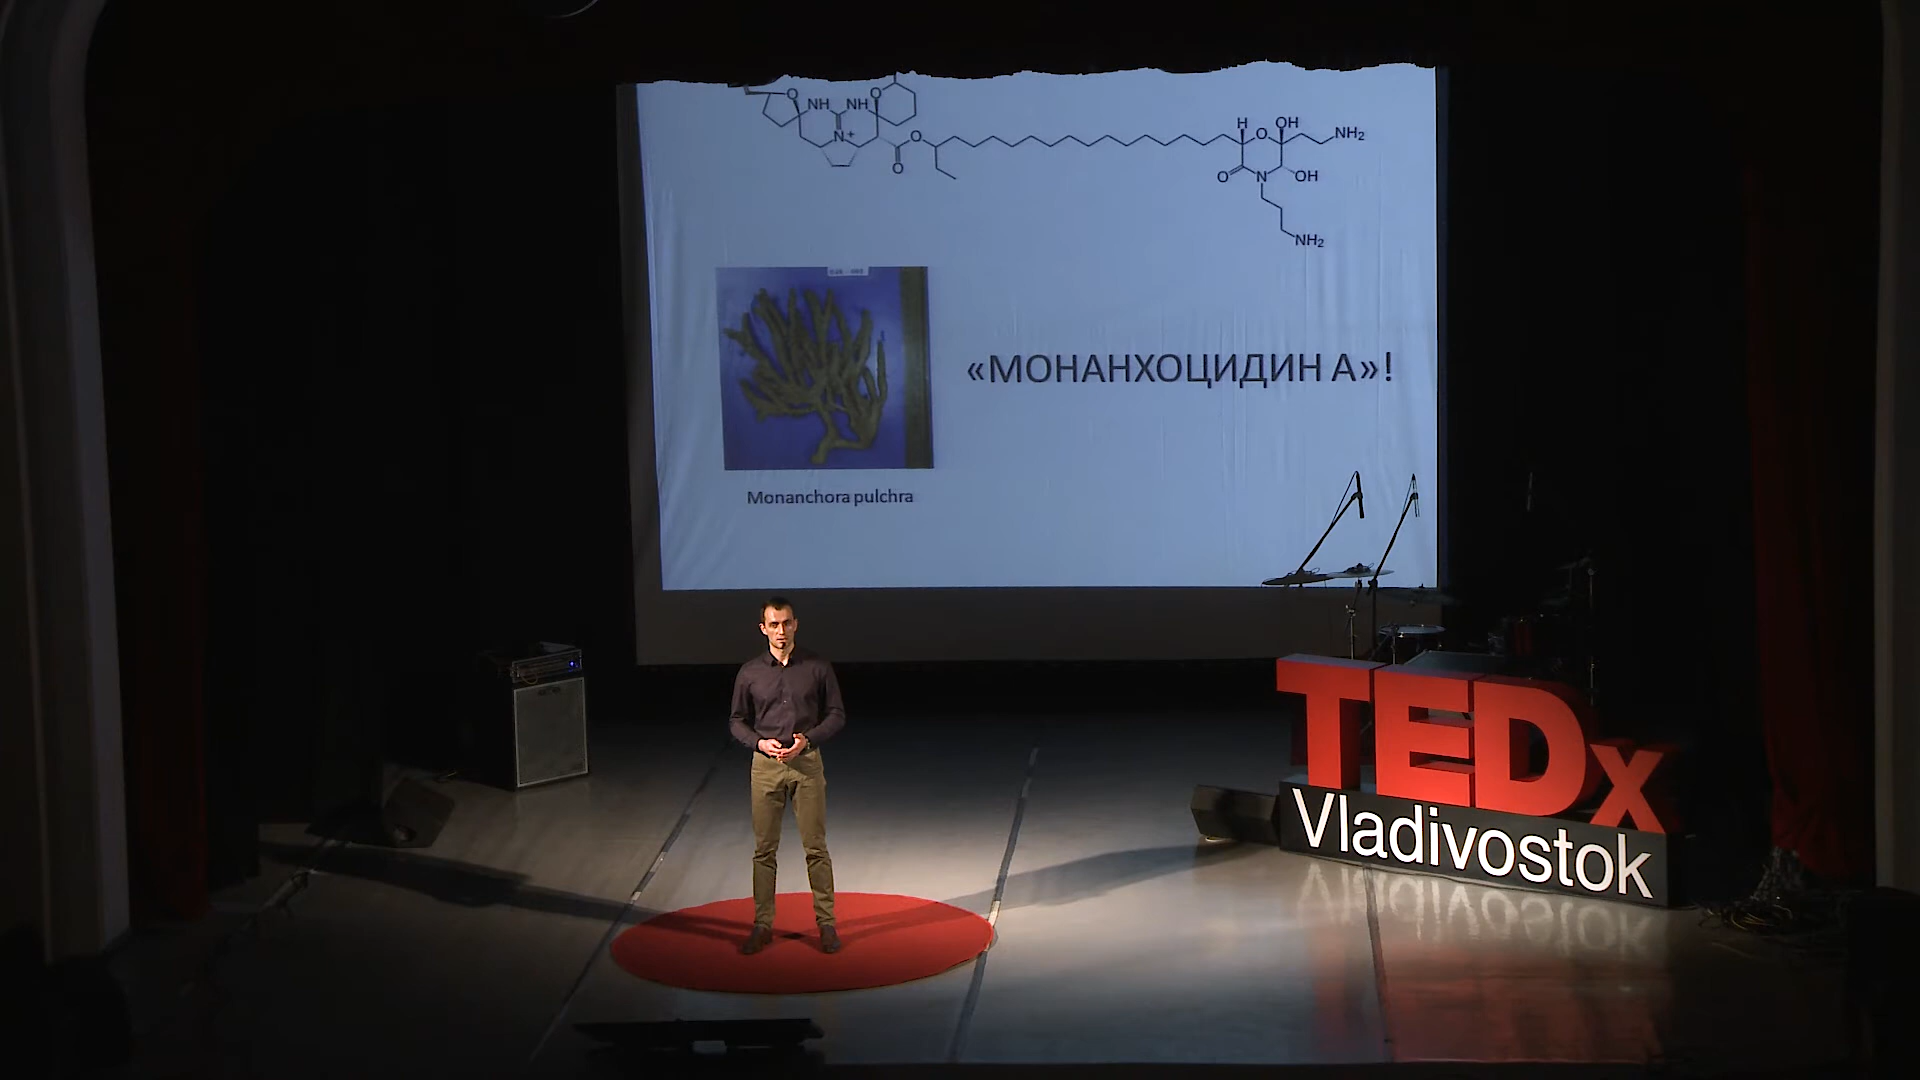 O NH NH O
N+
O
O
H O OH
NH2
O N OH
NH2
«МОНАНХОЦИДИН А»!
Monanchora pulchra
TEDx
Vladivostok